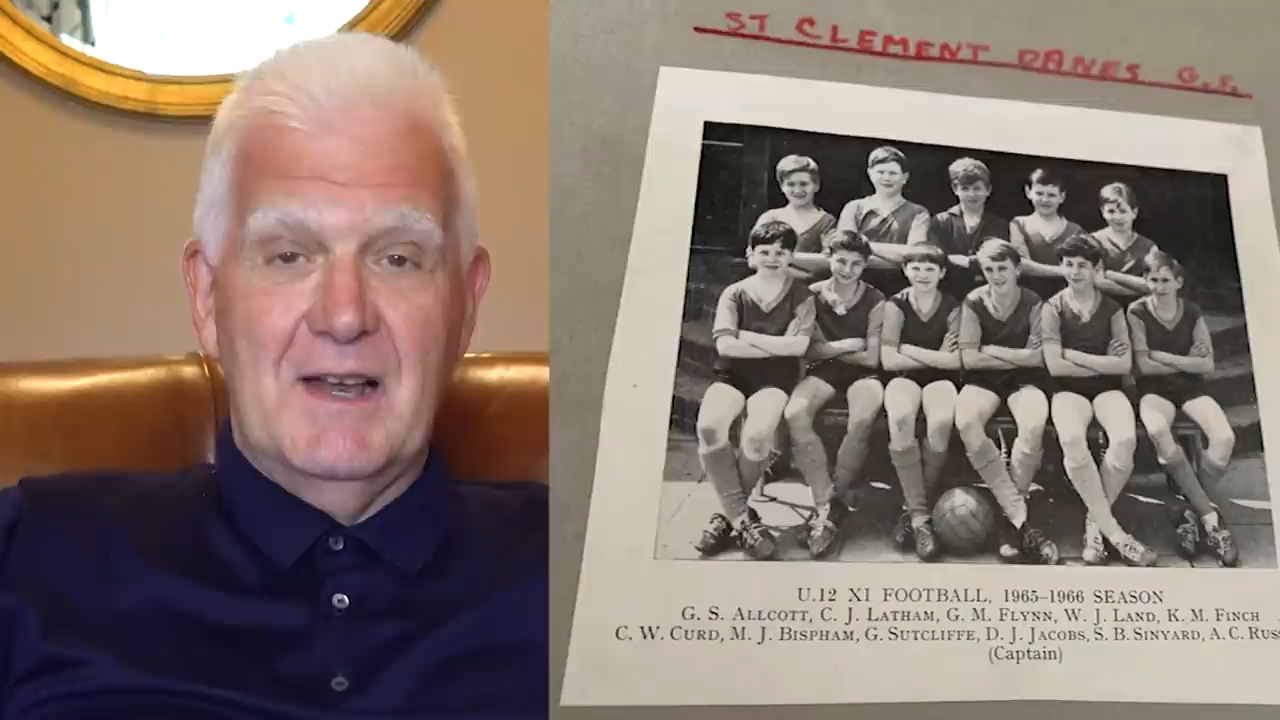 ST CLEMENT DANES G.S.
U.12 XI FOOTBALL, 1965–1966 SEASON
G. S. ALLCOTT, C. J. LATHAM, G. M. FLYNN, W. J. LAND, K. M. FINCH
C. W. CURD, M. J. BISPHAM, G. SUTCLIFFE, D. J. JACOBS, S. B. SINYARD, A. C.
(Captain)